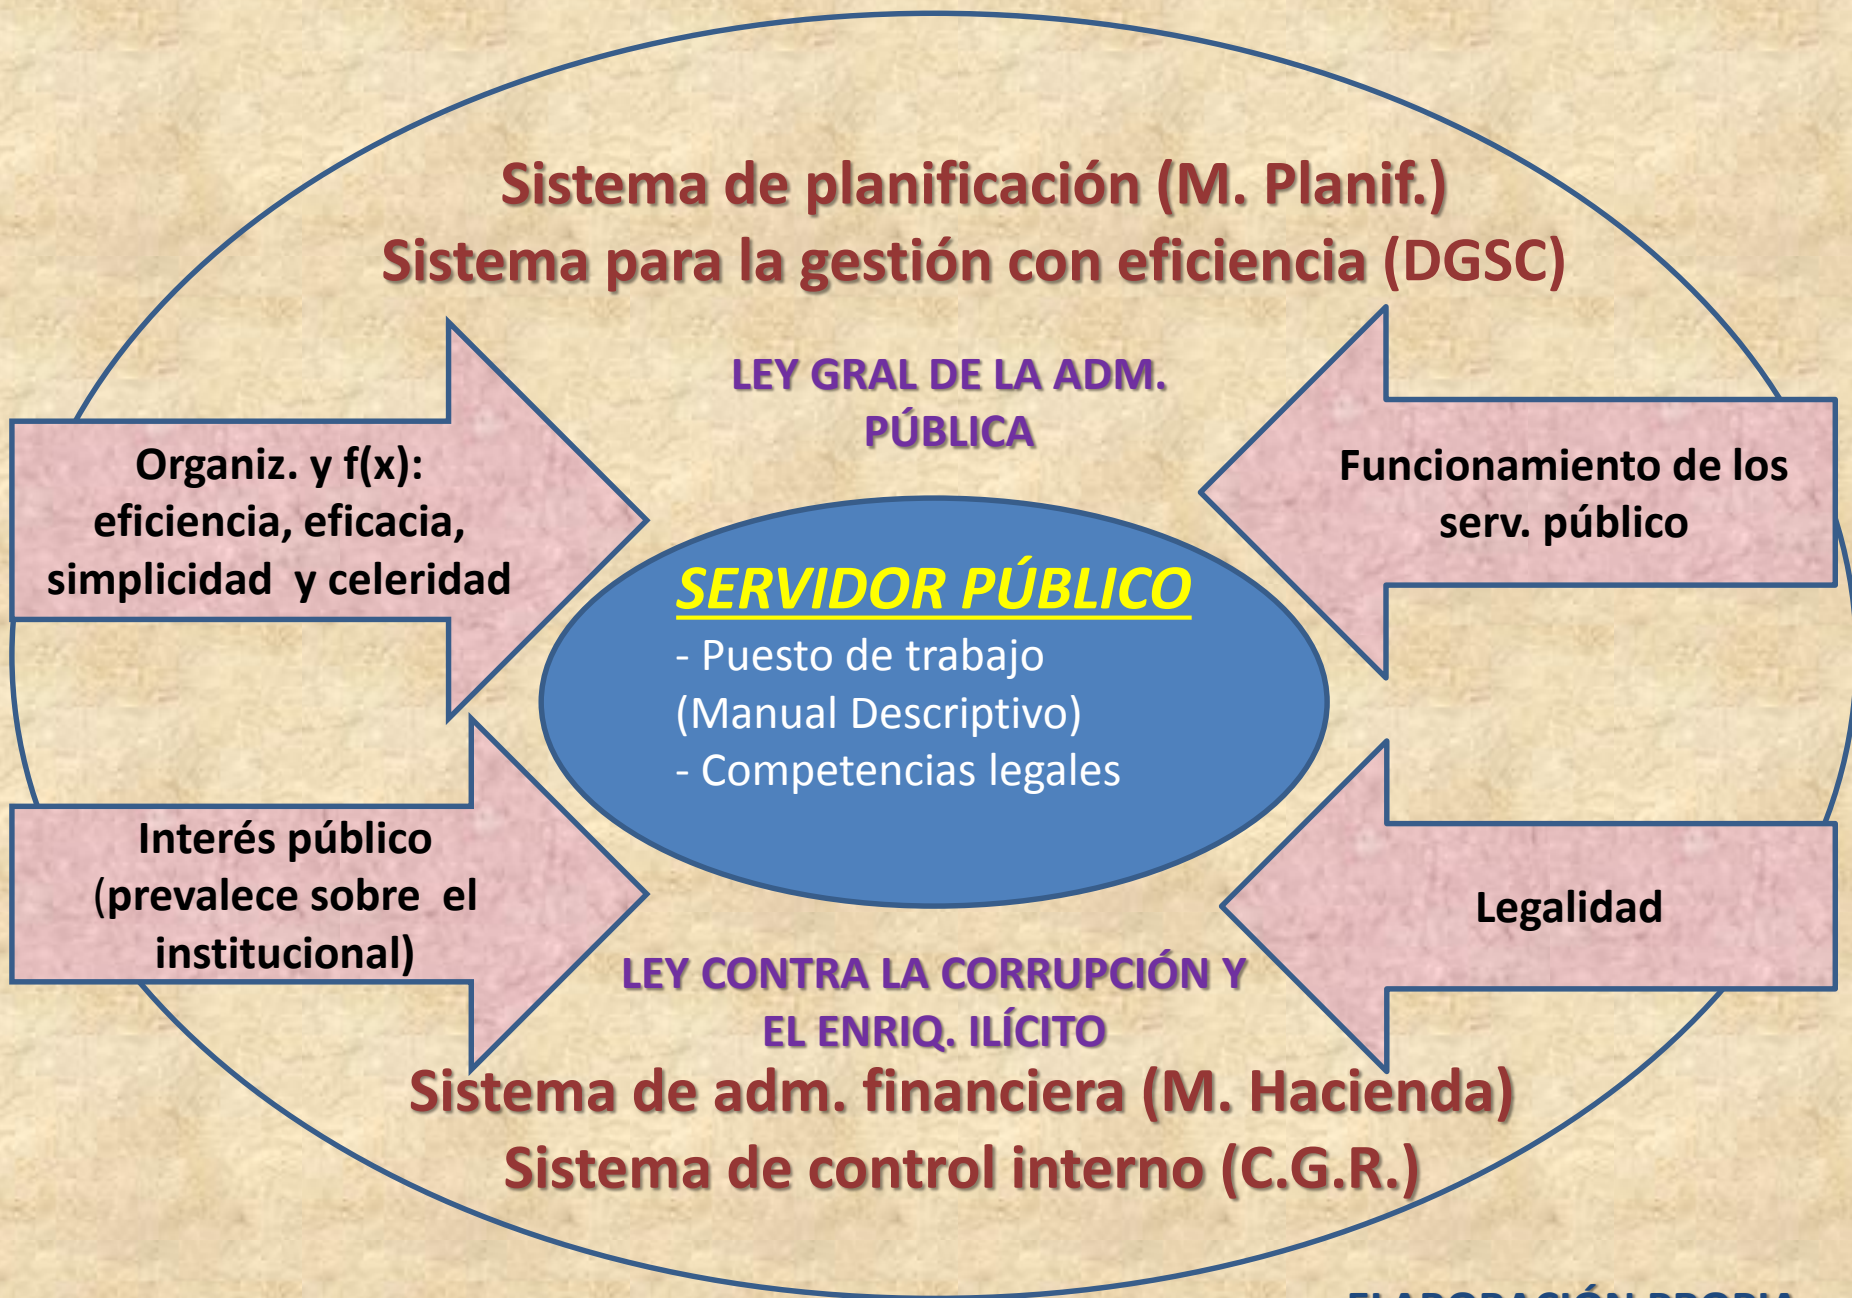 Sistema de planificación (M. Planif.)
Sistema para la gestión con eficiencia (DGSC)
LEY GRAL DE LA ADM.
PÚBLICA
Organiz. y f(x):
eficiencia, eficacia,
simplicidad y celeridad
Funcionamiento de los
serv. público
SERVIDOR PÚBLICO
- Puesto de trabajo
(Manual Descriptivo)
- Competencias legales
Interés público
(prevalece sobre el
institucional)
Legalidad
LEY CONTRA LA CORRUPCIÓN Y
EL ENRIQ. ILÍCITO
Sistema de adm. financiera (M. Hacienda)
Sistema de control interno (C.G.R.)
ELABORACIÓN PROPIA